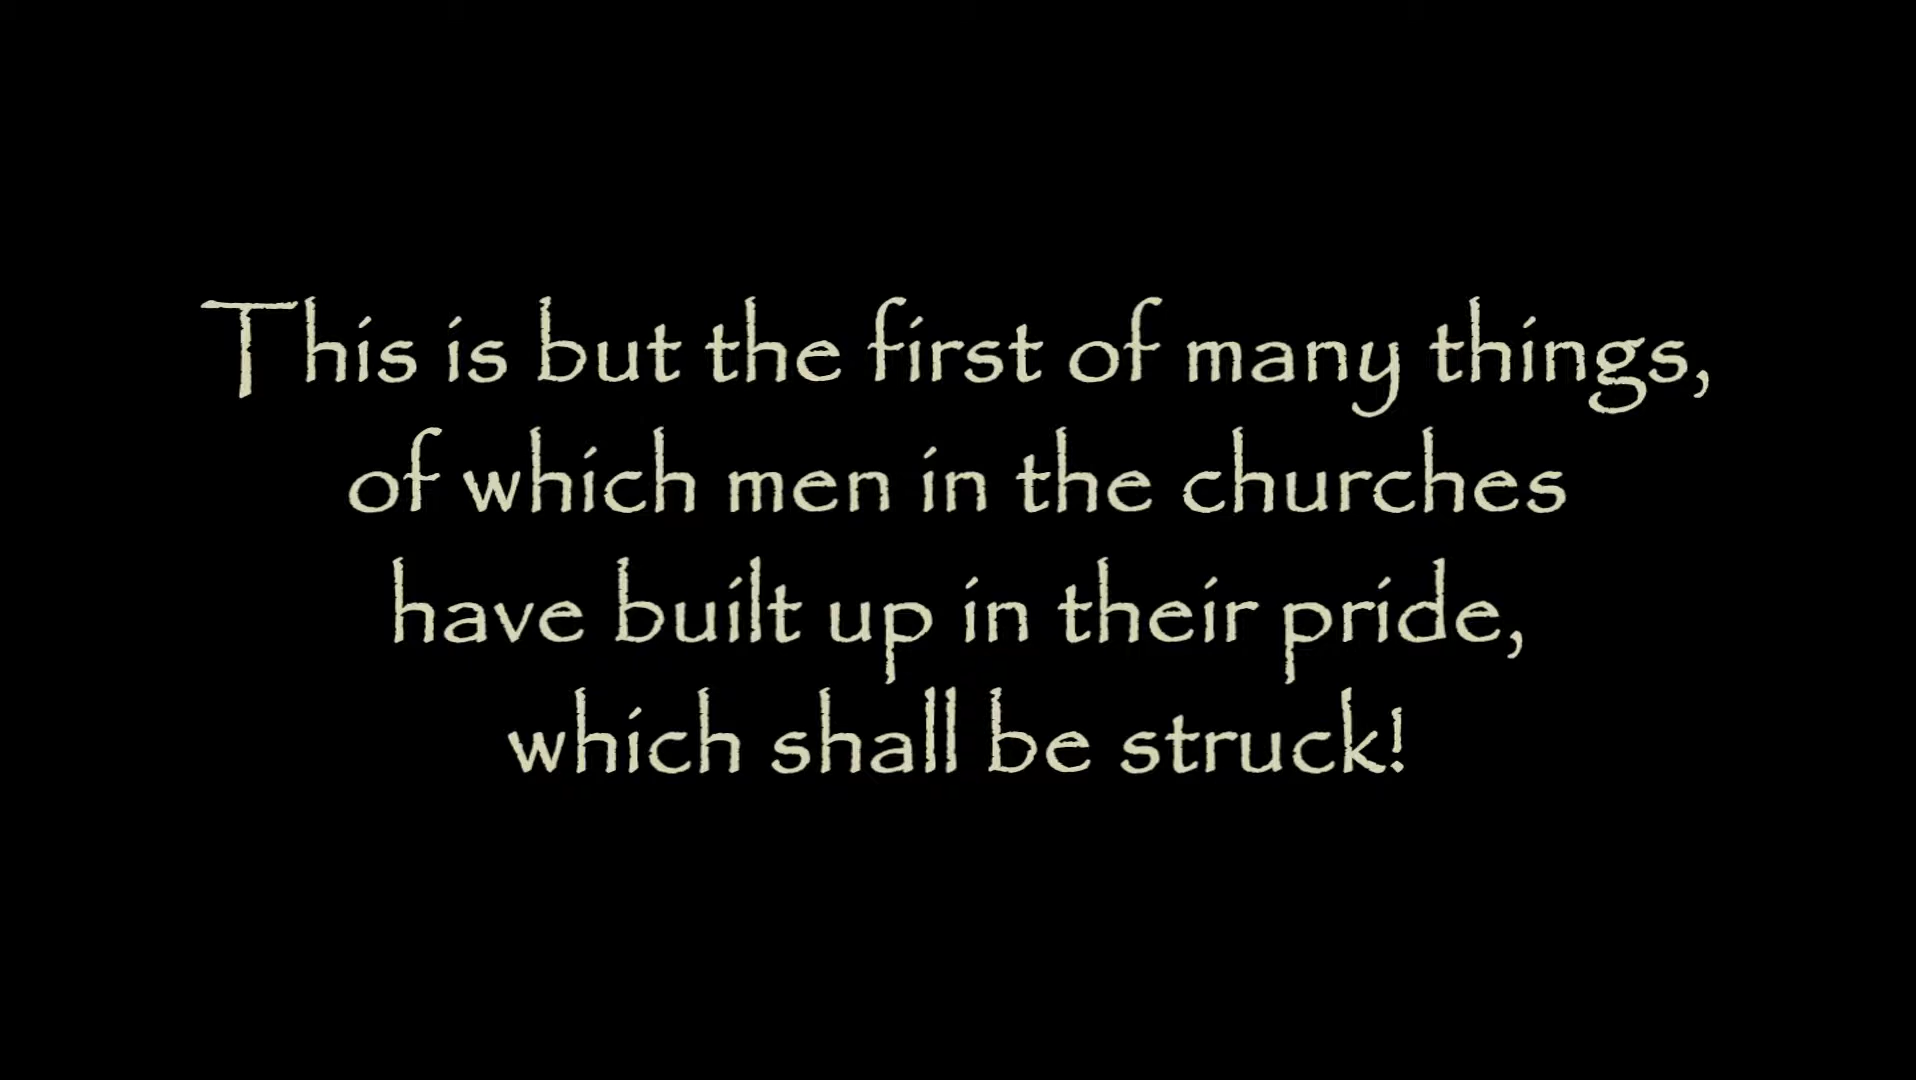 This is but the first of many things,
of which men in the churches
have built up in their pride,
which shall be struck!